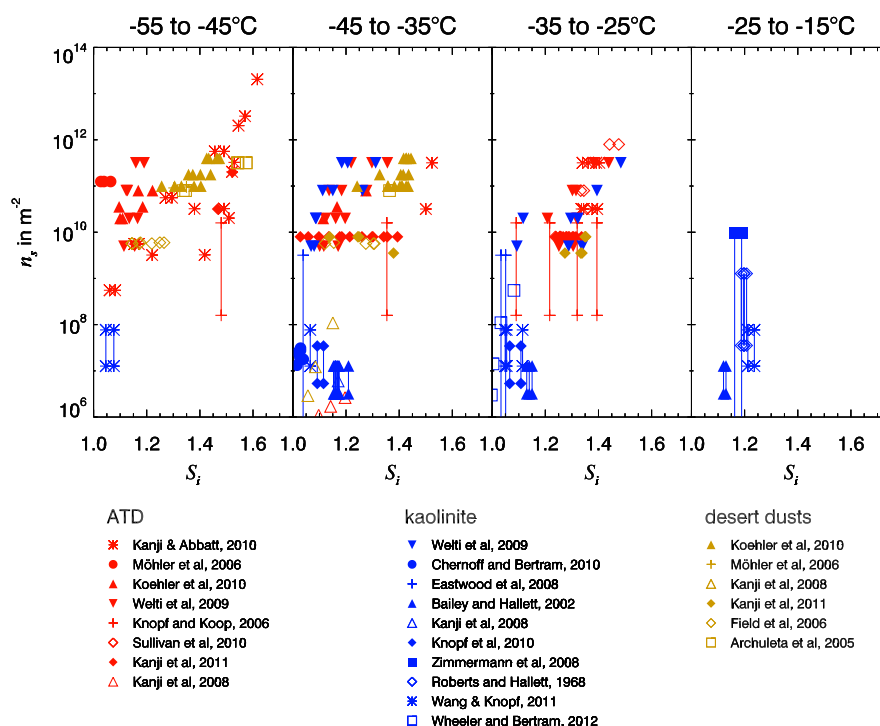 -55 to -45°C -45 to -35°C -35 to -25°C -25 to -15°C
10^14
10^12
10^10
10^8
10^6
n_s in m^-2
1.0 1.2 1.4 1.6 1.0 1.2 1.4 1.6 1.0 1.2 1.4 1.6 1.0 1.2 1.4 1.6
S_i S_i S_i S_i
ATD
Kanji & Abbatt, 2010
Möhler et al, 2006
Koehler et al, 2010
Welti et al, 2009
Knopf and Koop, 2006
Sullivan et al, 2010
Kanji et al, 2011
Kanji et al, 2008
kaolinite
Welti et al, 2009
Chernoff and Bertram, 2010
Eastwood et al, 2008
Bailey and Hallett, 2002
Kanji et al, 2008
Knopf et al, 2010
Zimmermann et al, 2008
Roberts and Hallett, 1968
Wang & Knopf, 2011
Wheeler and Bertram, 2012
desert dusts
Koehler et al, 2010
Möhler et al, 2006
Kanji et al, 2008
Kanji et al, 2011
Field et al, 2006
Archuleta et al, 2005